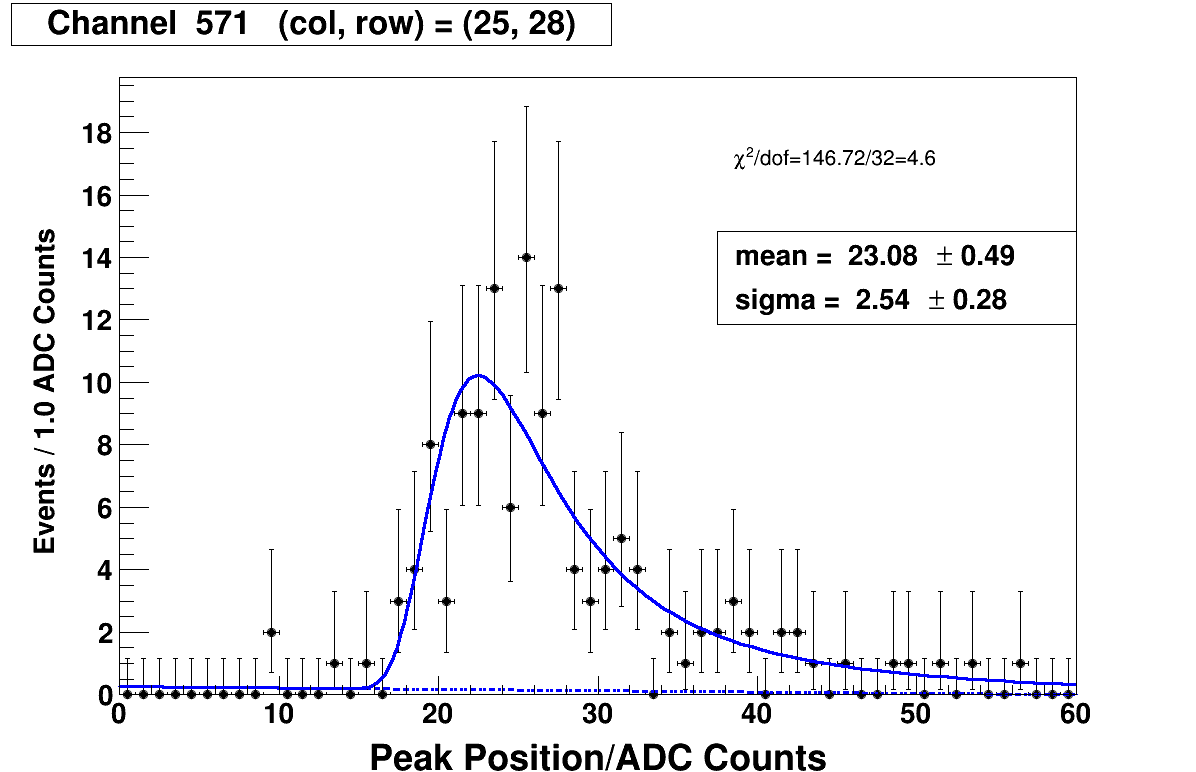 Channel 571 (col, row) = (25, 28)
χ²/dof=146.72/32=4.6
mean = 23.08 ± 0.49
sigma = 2.54 ± 0.28
Events / 1.0 ADC Counts
18
16
14
12
10
8
6
4
2
0
0 10 20 30 40 50 60
Peak Position/ADC Counts